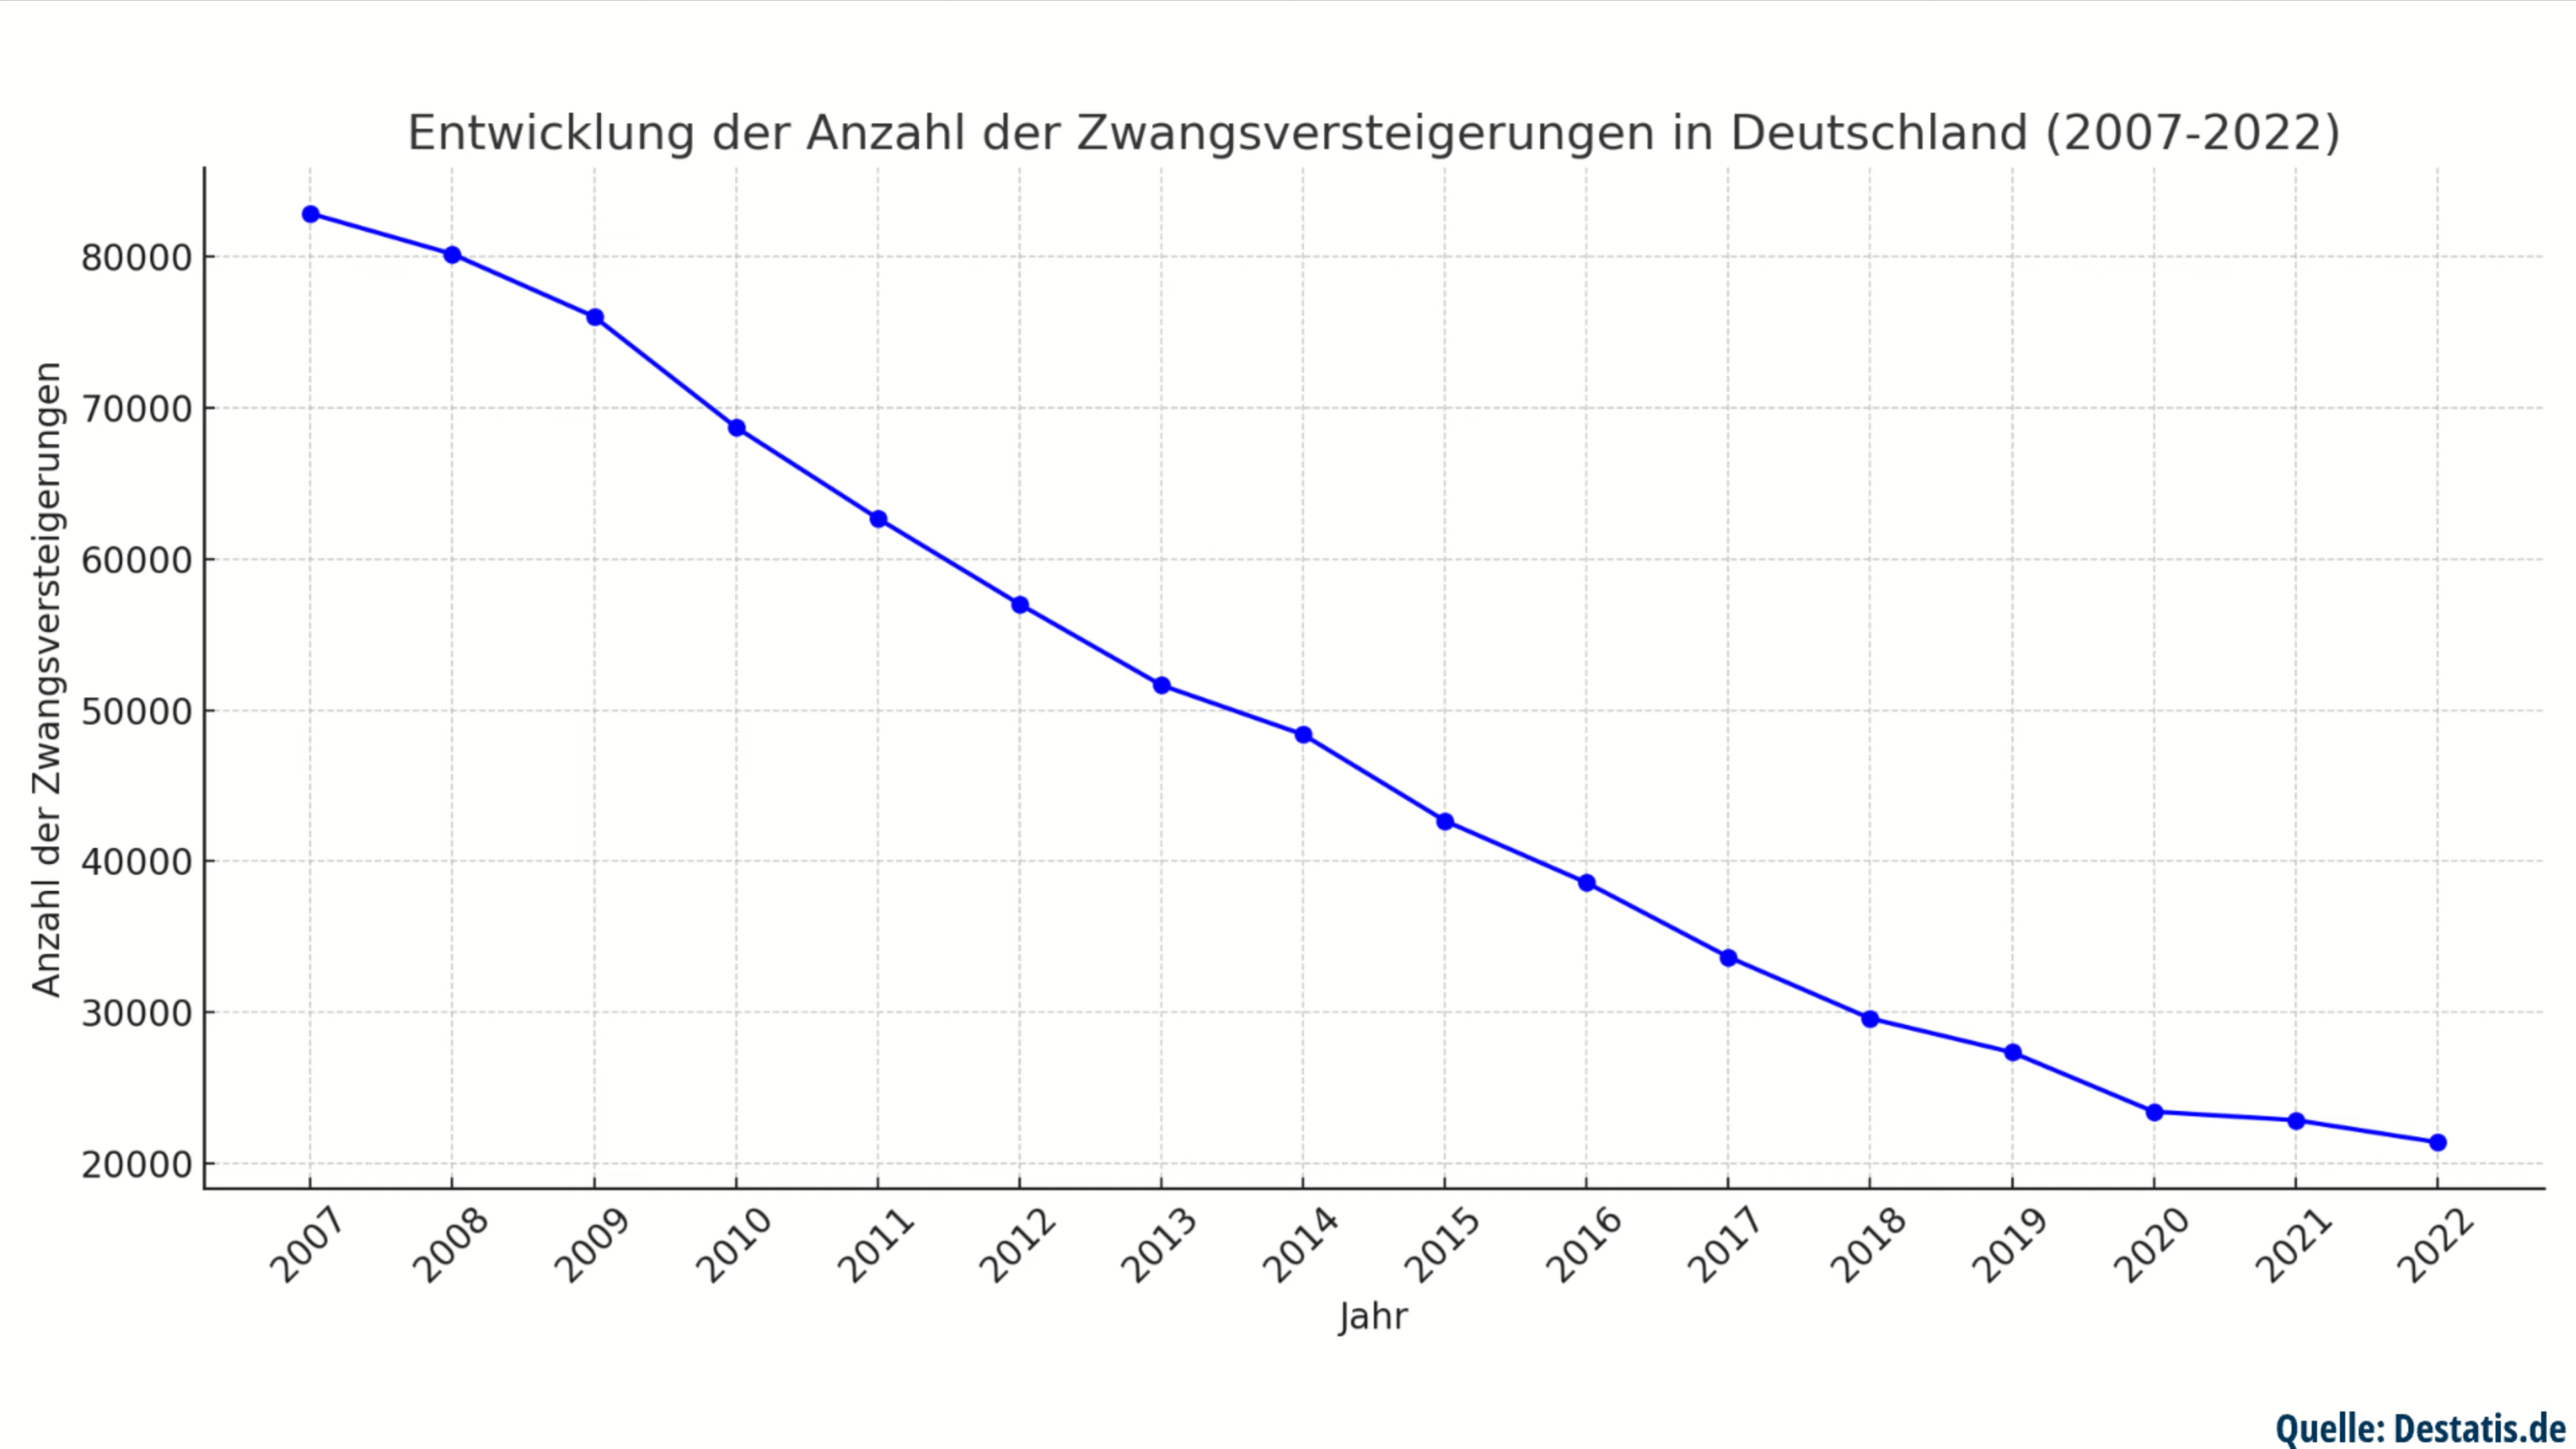 Entwicklung der Anzahl der Zwangsversteigerungen in Deutschland (2007-2022)
Anzahl der Zwangsversteigerungen
80000
70000
60000
50000
40000
30000
20000
2007 2008 2009 2010 2011 2012 2013 2014 2015 2016 2017 2018 2019 2020 2021 2022
Jahr
Quelle: Destatis.de